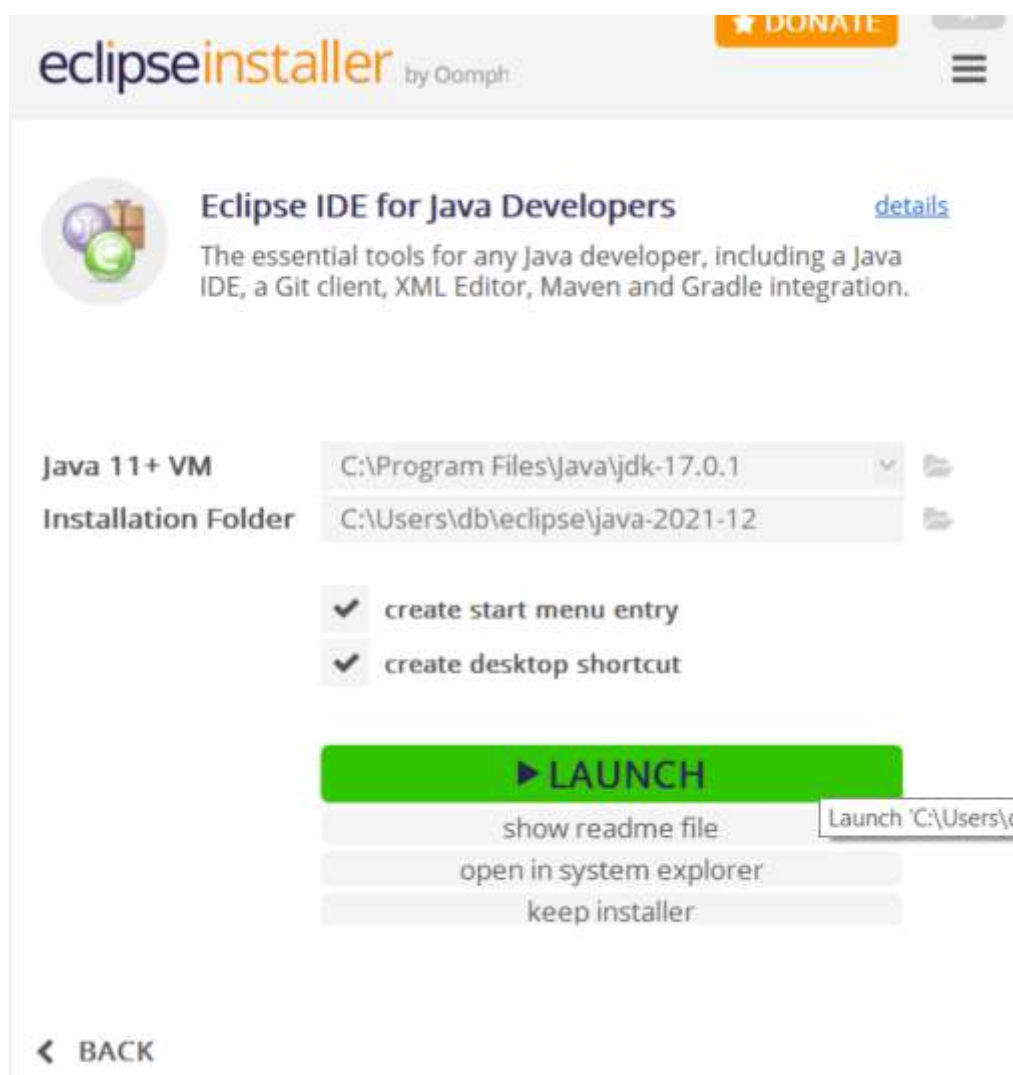 ★ DONATE
eclipseinstaller by Oomph
Eclipse IDE for Java Developers details
The essential tools for any Java developer, including a Java
IDE, a Git client, XML Editor, Maven and Gradle integration.
Java 11+ VM C:\Program Files\Java\jdk-17.0.1
Installation Folder C:\Users\db\eclipse\java-2021-12
create start menu entry
create desktop shortcut
LAUNCH
Launch 'C:\Users\
show readme file
open in system explorer
keep installer
BACK